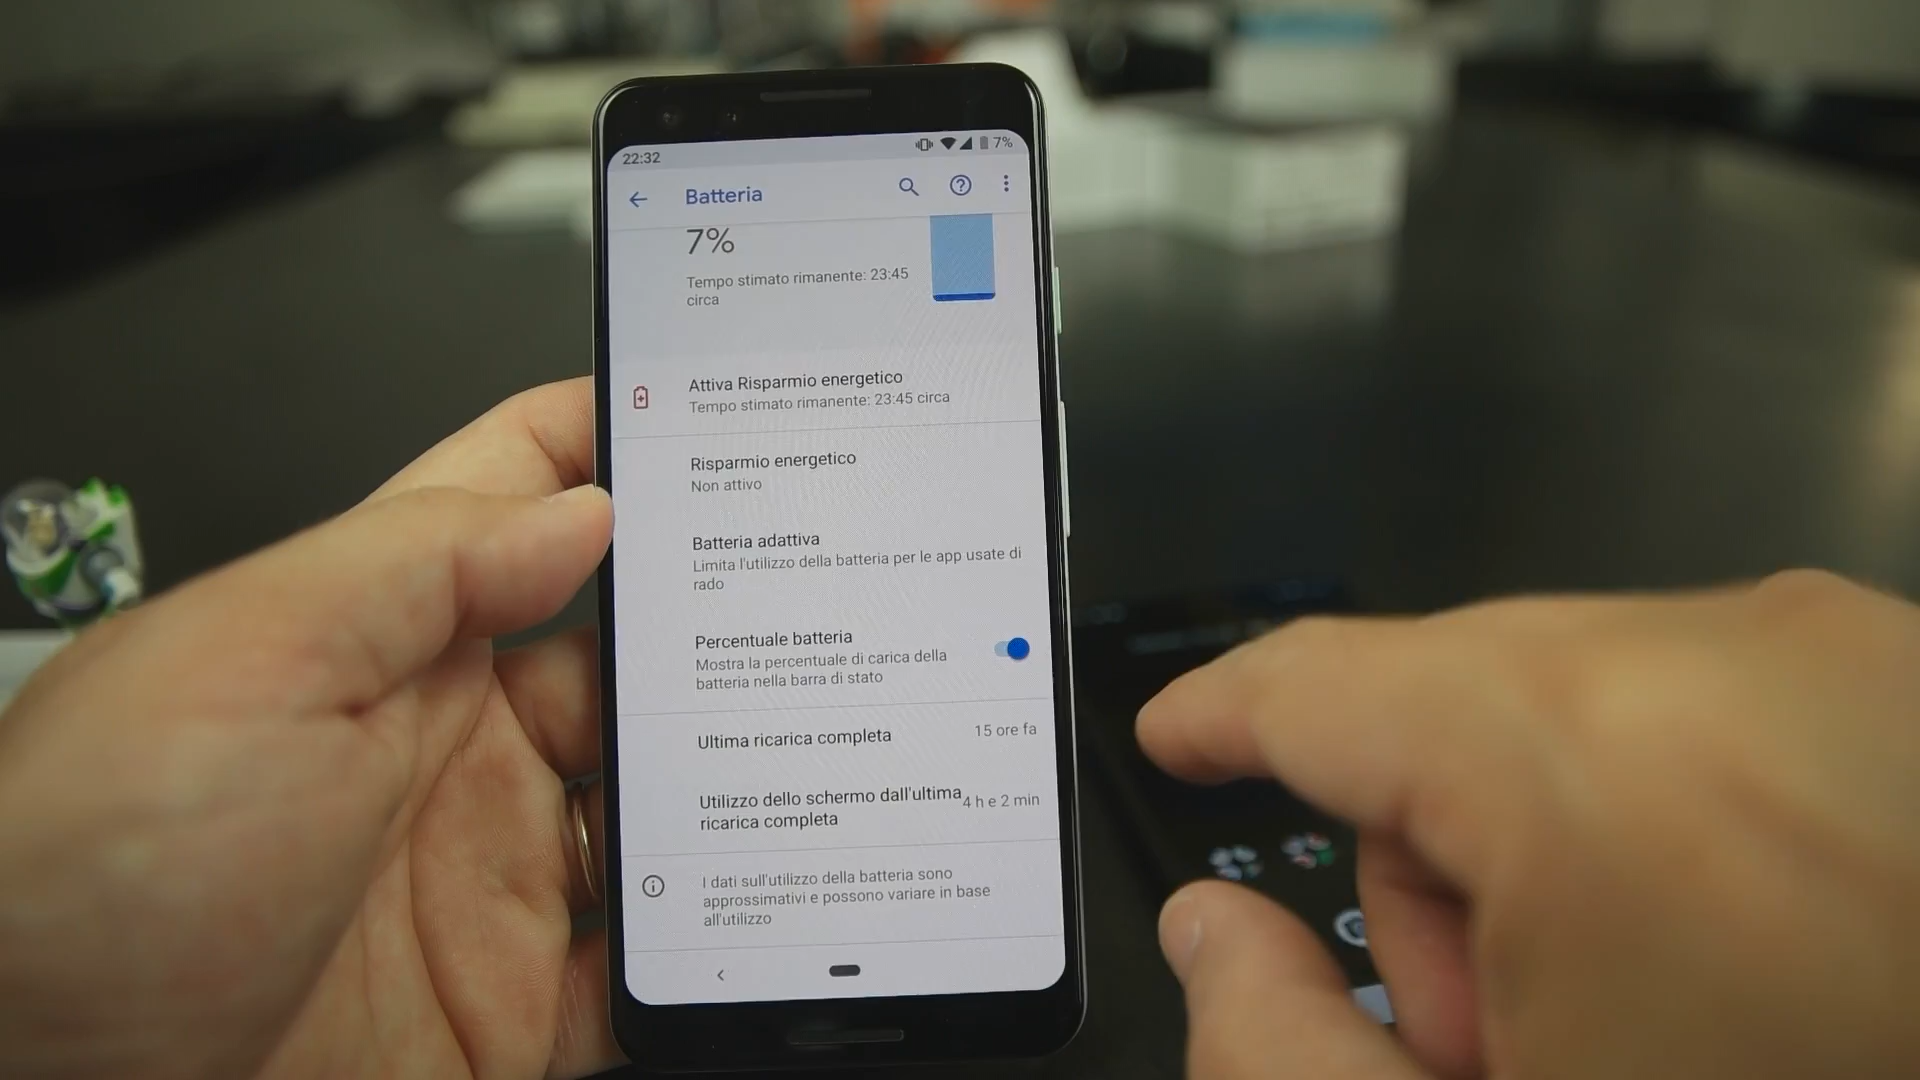 22:32
7%
Batteria
7%
Tempo stimato rimanente: 23:45
circa
Attiva Risparmio energetico
Tempo stimato rimanente: 23:45 circa
Risparmio energetico
Non attivo
Batteria adattiva
Limita l'utilizzo della batteria per le app usate di
rado
Percentuale batteria
Mostra la percentuale di carica della
batteria nella barra di stato
Ultima ricarica completa
15 ore fa
Utilizzo dello schermo dall'ultima
ricarica completa
4 h e 2 min
I dati sull'utilizzo della batteria sono
approssimativi e possono variare in base
all'utilizzo